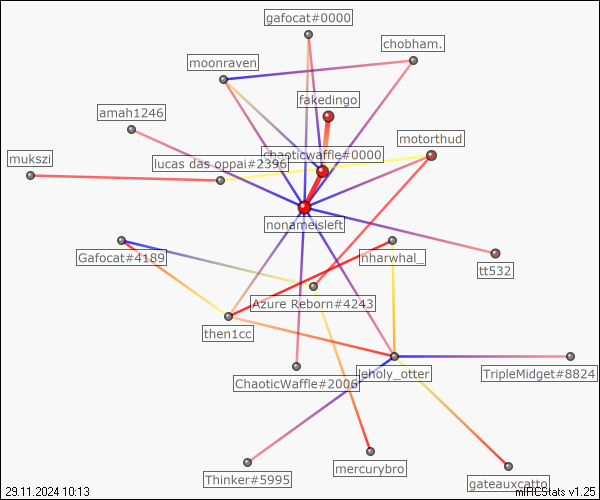 gafocat#0000
chobham.
moonraven
fakedingo
amah1246
motorthud
chaoticwaffle#0000
mukszi
lucas das oppai#2396
nonameisleft
Gafocat#4189
nharwhal_
tt532
Azure Reborn#4243
then1cc
leholy_otter
ChaoticWaffle#2006
TripleMidget#8824
mercurybro
Thinker#5995
gateauxcatto
29.11.2024 10:13
mIRCStats v1.25